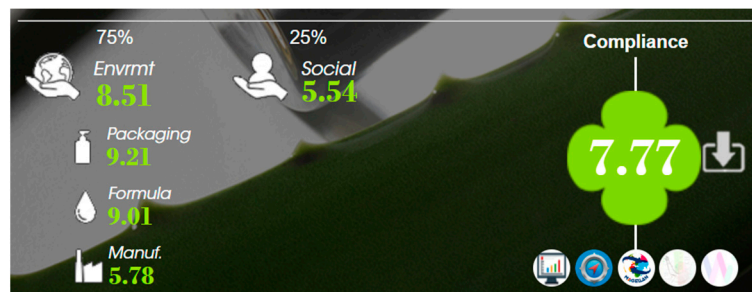 75%
25%
Compliance
Envrmt
8.51
Social
5.54
Packaging
9.21
7.77
Formula
9.01
Manuf.
5.78
MAGELLAN